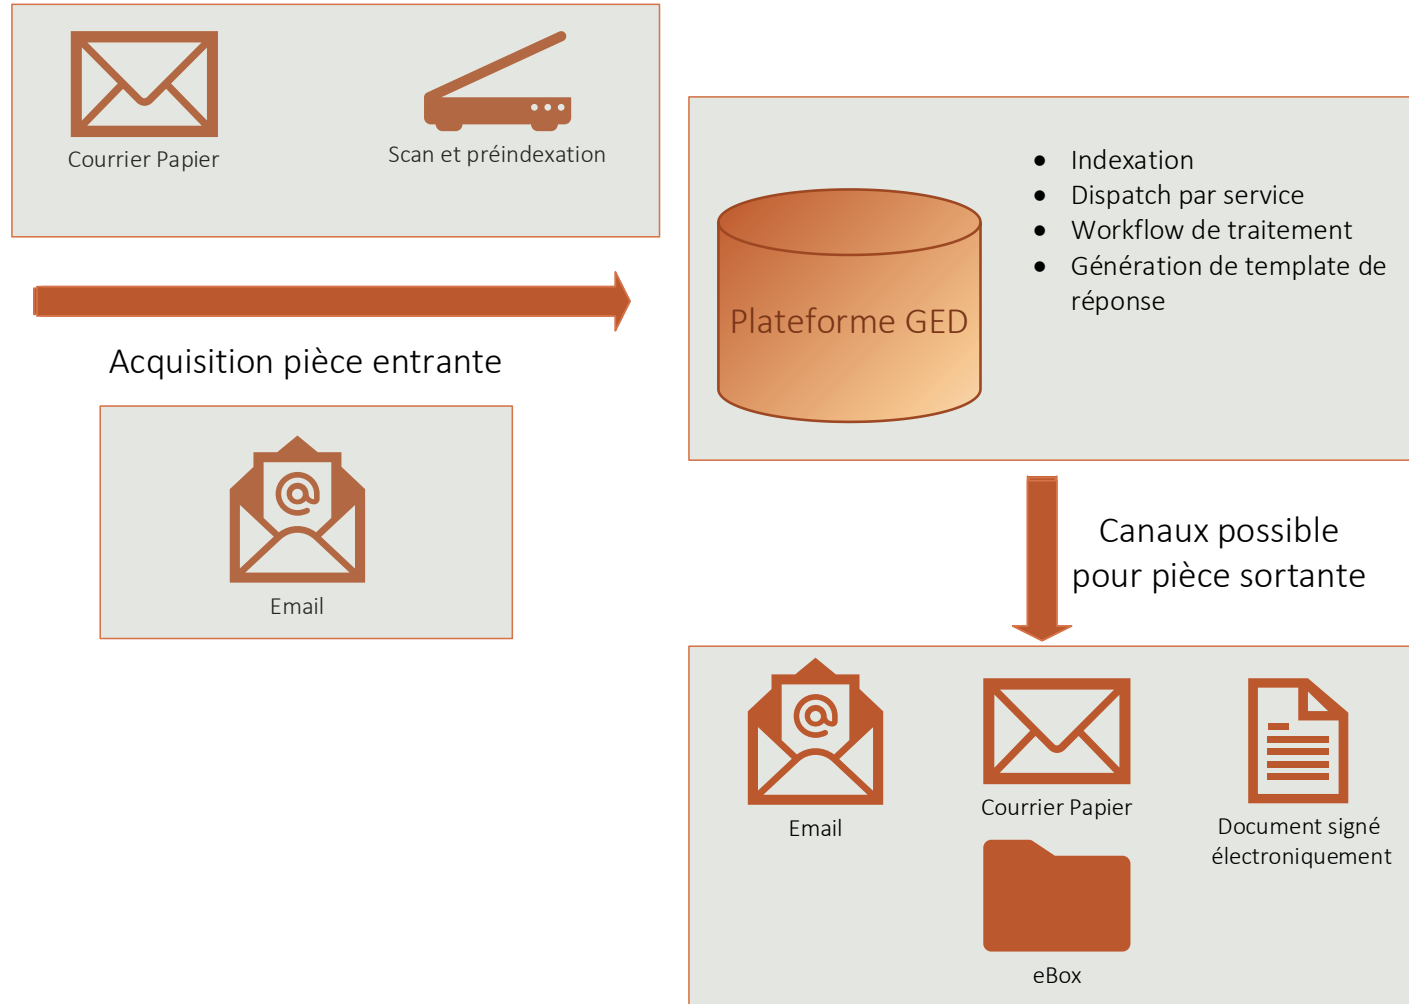 Courrier Papier
Scan et préindexation
Acquisition pièce entrante
Email
Plateforme GED
● Indexation
● Dispatch par service
● Workflow de traitement
● Génération de template de
réponse
Canaux possible
pour pièce sortante
Email
Courrier Papier
Document signé
électroniquement
eBox